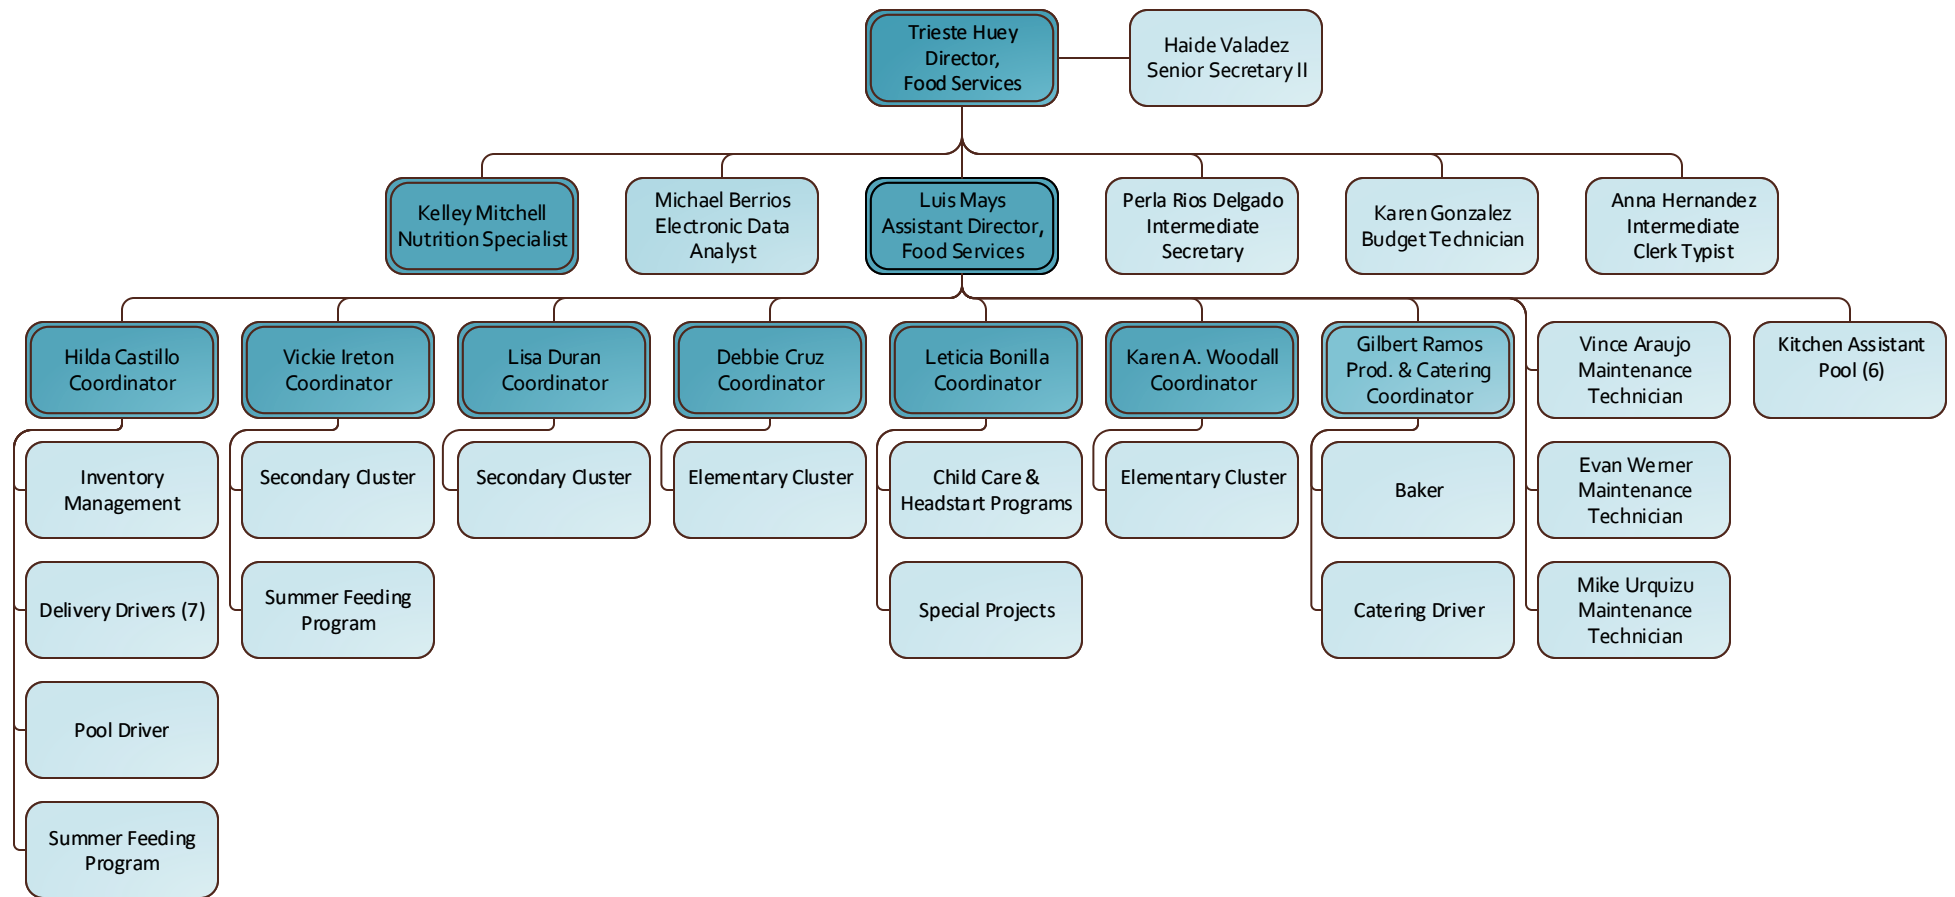 Trieste Huey
Director,
Food Services
Haide Valadez
Senior Secretary II
Kelley Mitchell
Nutrition Specialist
Michael Berrios
Electronic Data
Analyst
Luis Mays
Assistant Director,
Food Services
Perla Rios Delgado
Intermediate
Secretary
Karen Gonzalez
Budget Technician
Anna Hernandez
Intermediate
Clerk Typist
Hilda Castillo
Coordinator
Vickie Ireton
Coordinator
Lisa Duran
Coordinator
Debbie Cruz
Coordinator
Leticia Bonilla
Coordinator
Karen A. Woodall
Coordinator
Gilbert Ramos
Prod. & Catering
Coordinator
Vince Araujo
Maintenance
Technician
Kitchen Assistant
Pool (6)
Inventory
Management
Secondary Cluster
Secondary Cluster
Elementary Cluster
Child Care &
Headstart Programs
Elementary Cluster
Baker
Evan Werner
Maintenance
Technician
Delivery Drivers (7)
Summer Feeding
Program
Special Projects
Catering Driver
Mike Urquizu
Maintenance
Technician
Pool Driver
Summer Feeding
Program